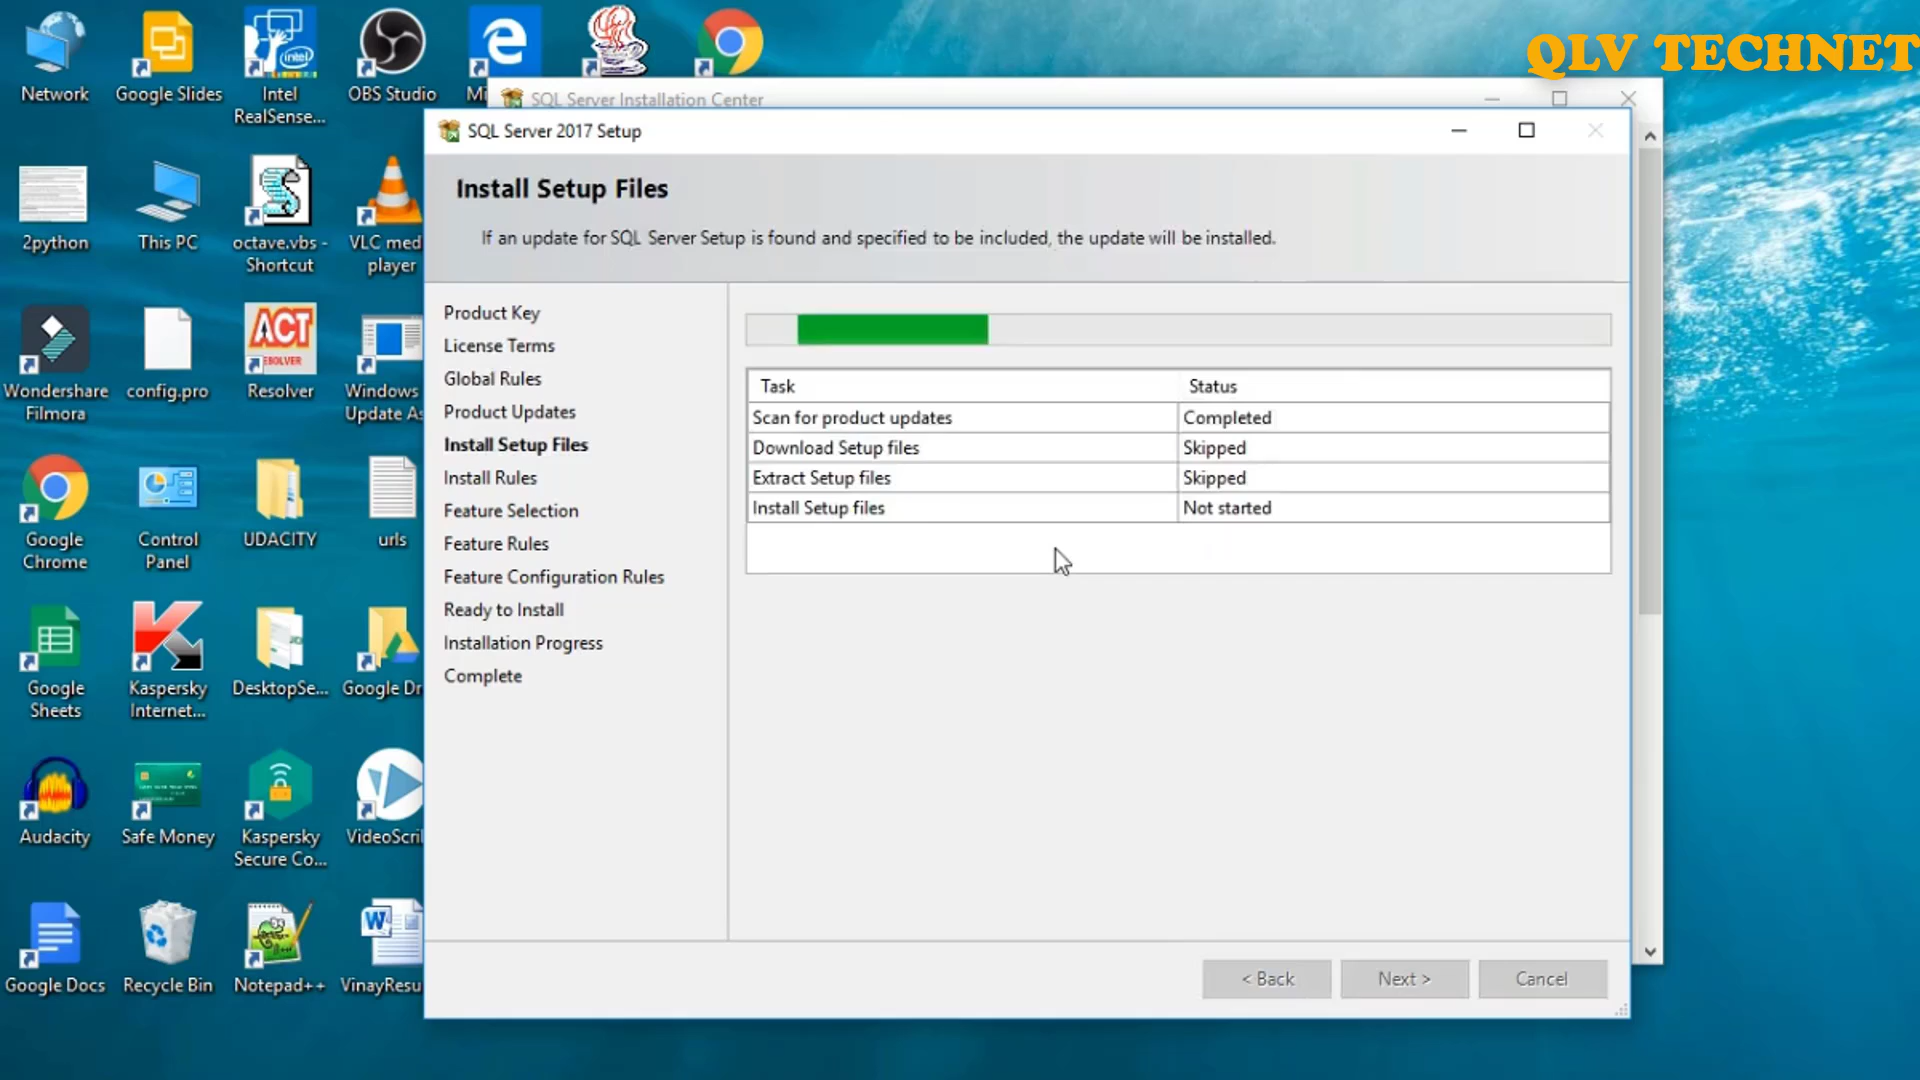 QLV TECHNET
Network
Google Slides
Intel
RealSense...
OBS Studio
Mi
2python
This PC
octave.vbs -
Shortcut
VLC med
player
Wondershare
Filmora
config.pro
ACT
RESOLVER
Resolver
Windows
Update As
Google
Chrome
Control
Panel
UDACITY
urls
Google
Sheets
Kaspersky
Internet...
DesktopSe...
Google Dr
Audacity
Safe Money
Kaspersky
Secure Co...
VideoScri
Google Docs
Recycle Bin
Notepad++
VinayResu
SQL Server Installation Center
SQL Server 2017 Setup
Install Setup Files
If an update for SQL Server Setup is found and specified to be included, the update will be installed.
Product Key
License Terms
Global Rules
Product Updates
Install Setup Files
Install Rules
Feature Selection
Feature Rules
Feature Configuration Rules
Ready to Install
Installation Progress
Complete
Task Status
Scan for product updates Completed
Download Setup files Skipped
Extract Setup files Skipped
Install Setup files Not started
< Back Next > Cancel